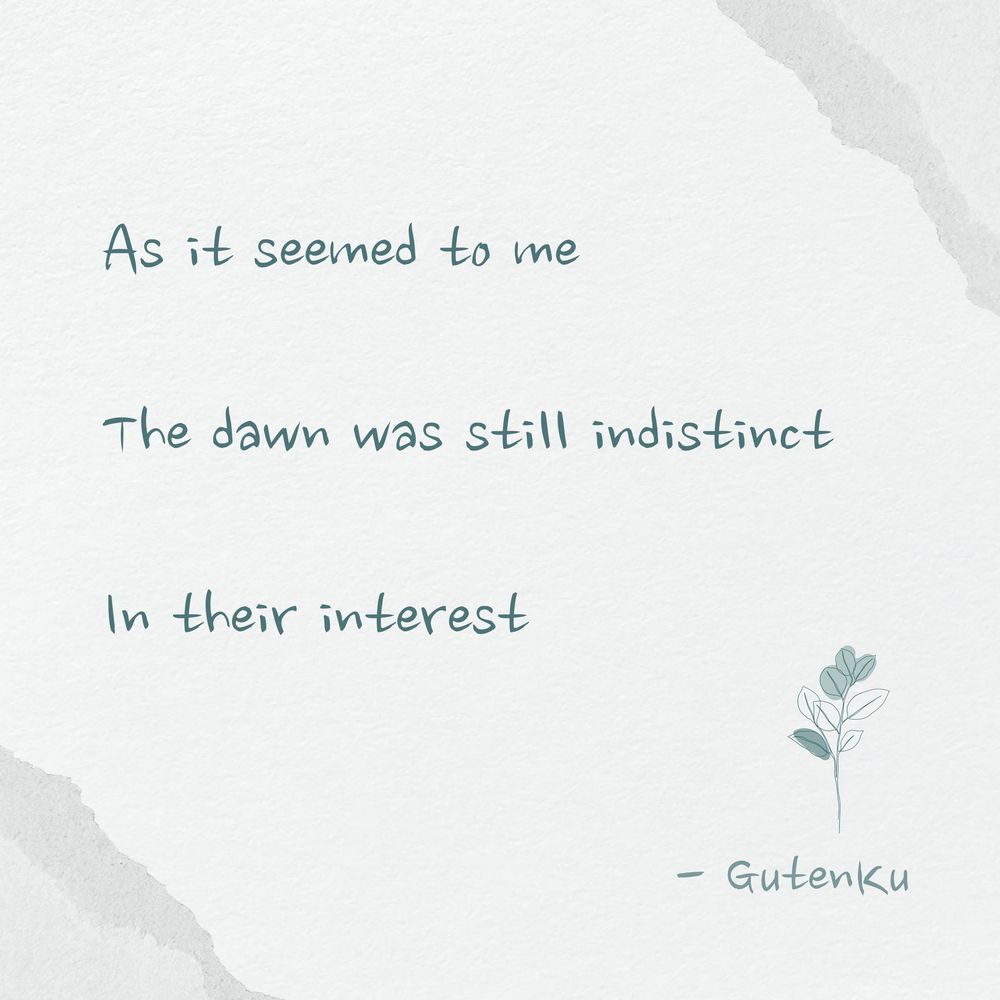 As it seemed to me
The dawn was still indistinct
In their interest
- GutenKu